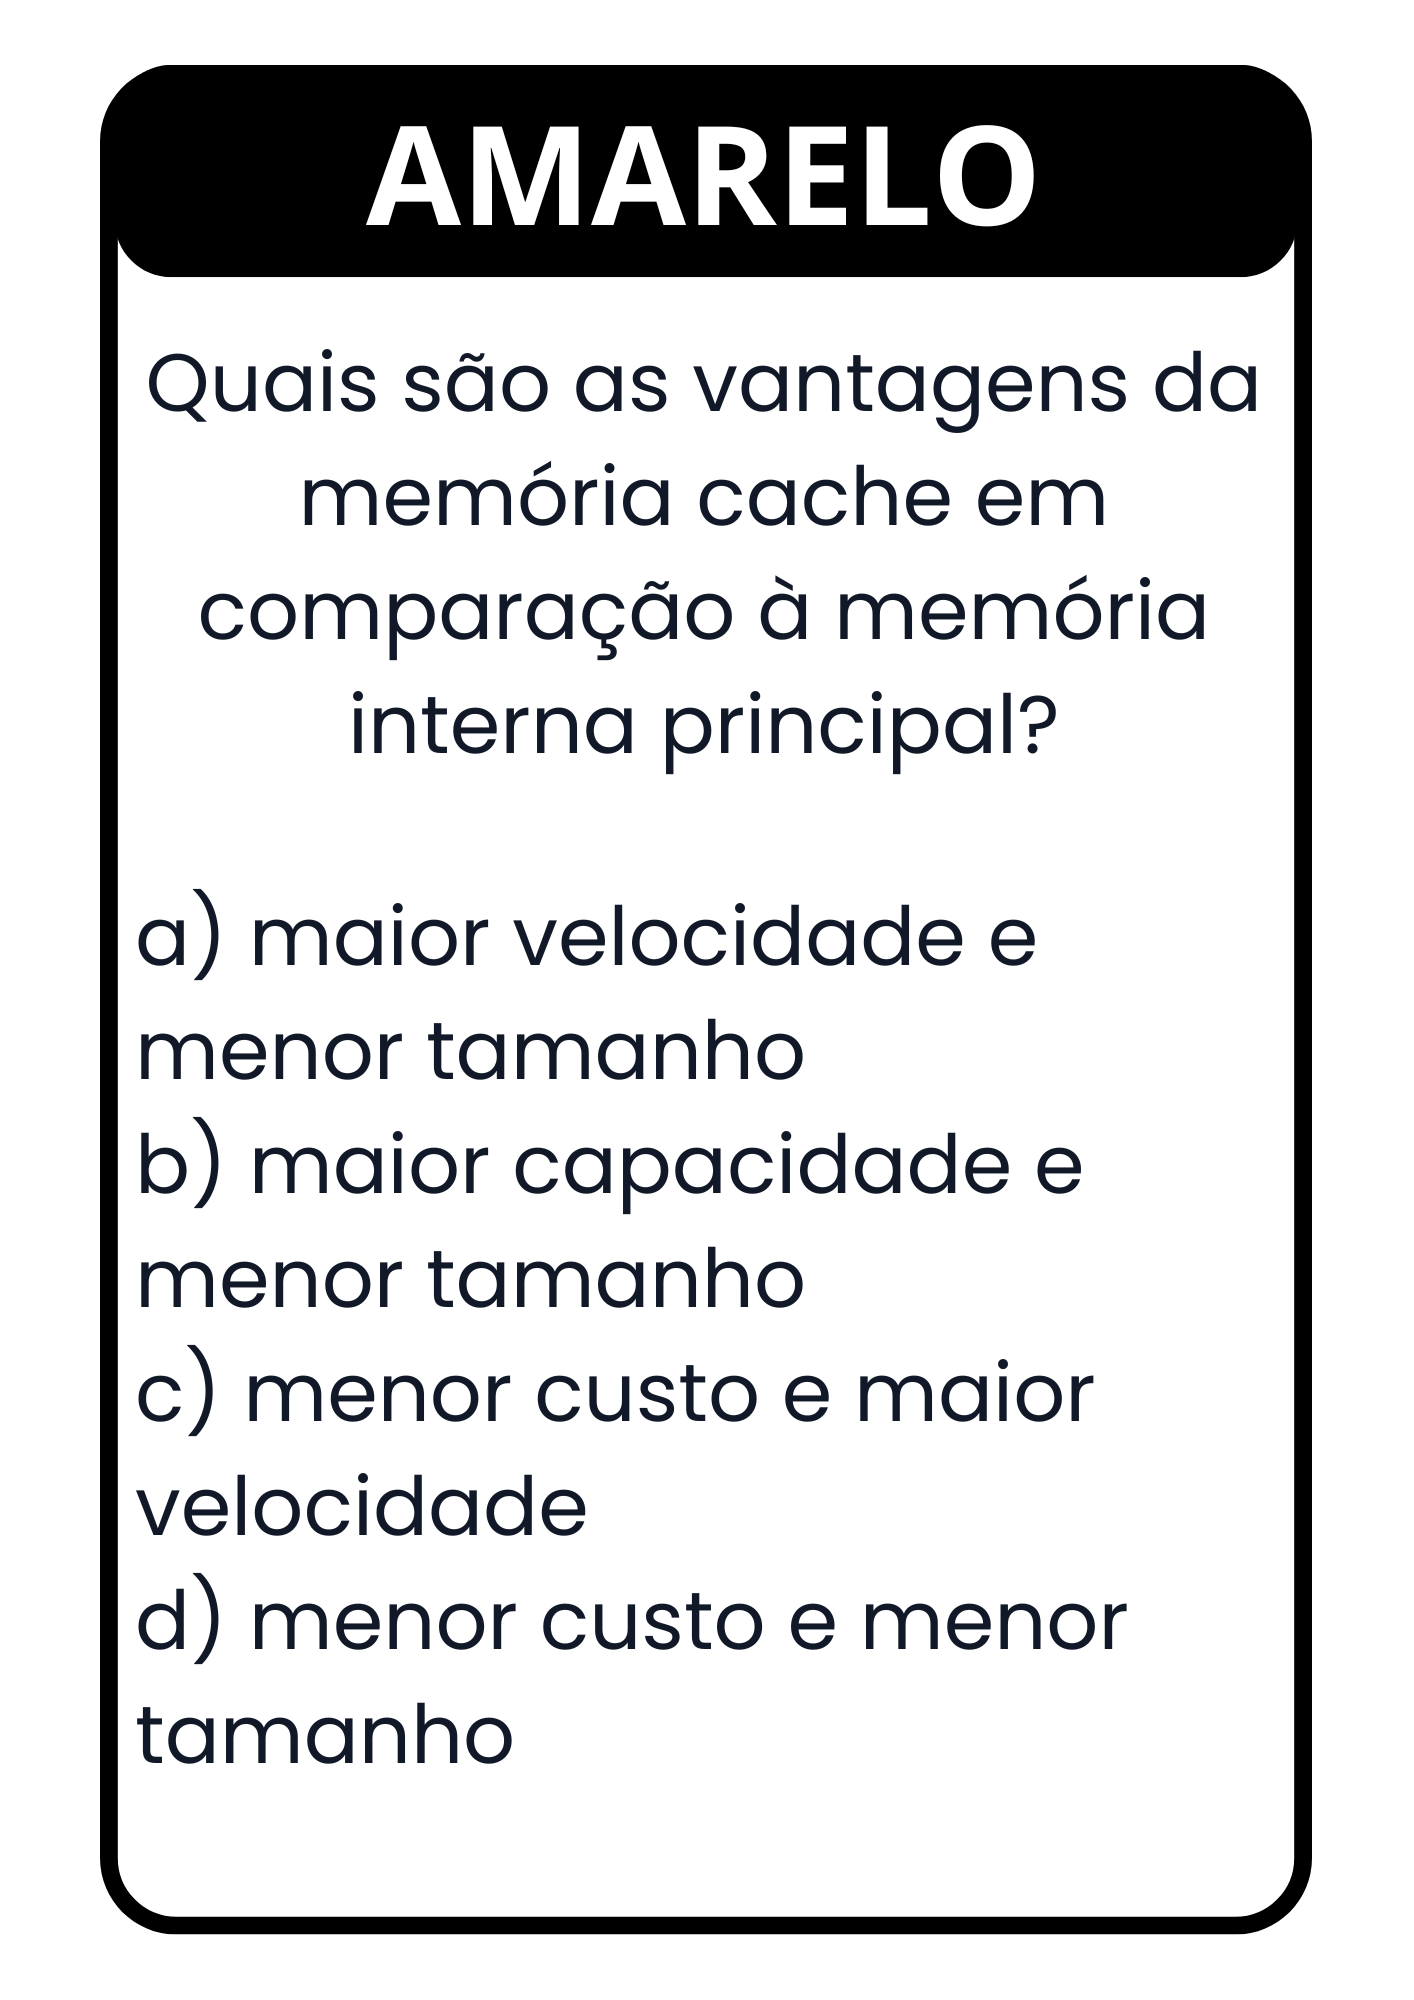 AMARELO
Quais são as vantagens da
memória cache em
comparação à memória
interna principal?
a) maior velocidade e
menor tamanho
b) maior capacidade e
menor tamanho
c) menor custo e maior
velocidade
d) menor custo e menor
tamanho